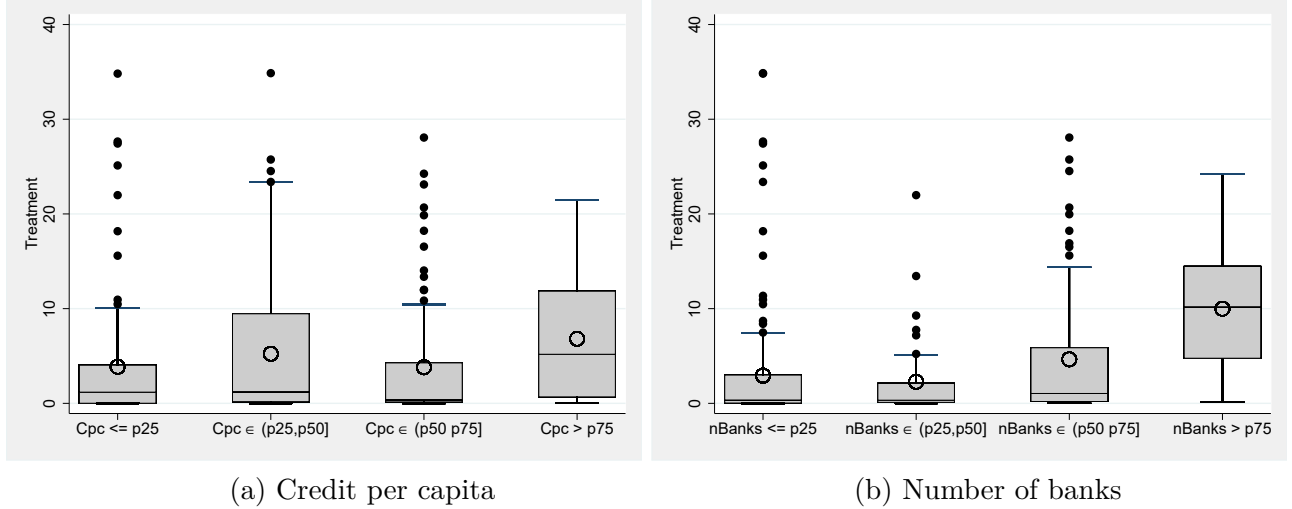 Treatment
40
30
20
10
0
Cpc <= p25
Cpc ∈ (p25,p50]
Cpc ∈ (p50 p75]
Cpc > p75
(a) Credit per capita
Treatment
40
30
20
10
0
nBanks <= p25
nBanks ∈ (p25,p50]
nBanks ∈ (p50 p75]
nBanks > p75
(b) Number of banks